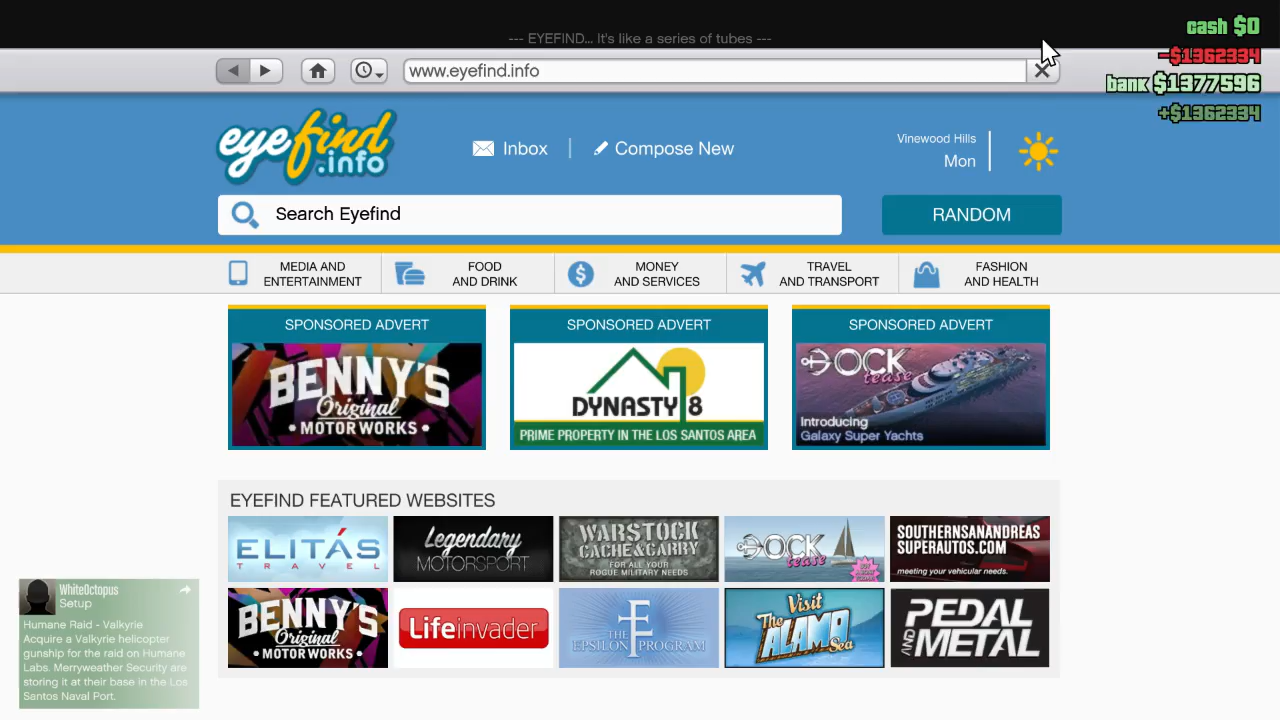 --- EYEFIND... It's like a series of tubes ---
cash $0
-$1362334
bank $1377596
+$1362334
www.eyefind.info
eyefind
.info
Inbox
Compose New
Vinewood Hills
Mon
Search Eyefind
RANDOM
MEDIA AND
ENTERTAINMENT
FOOD
AND DRINK
MONEY
AND SERVICES
TRAVEL
AND TRANSPORT
FASHION
AND HEALTH
SPONSORED ADVERT
BENNY'S
Original
MOTOR WORKS
SPONSORED ADVERT
DYNASTY 8
PRIME PROPERTY IN THE LOS SANTOS AREA
SPONSORED ADVERT
DOCK
tease
Introducing
Galaxy Super Yachts
EYEFIND FEATURED WEBSITES
ELITÁS
TRAVEL
Legendary
MOTORSPORT
WARSTOCK
CACHE&CARRY
FOR ALL YOUR
ROGUE MILITARY NEEDS
DOCK
tease
SOUTHERNSANANDREAS
SUPERAUTOS.COM
meeting your vehicular needs.
BENNY'S
Original
MOTOR WORKS
Lifeinvader
THE
EPSILON PROGRAM
Visit
THE
ALAMO
Sea
PEDAL
AND
METAL
WhiteOctopus
Setup
Humane Raid - Valkyrie
Acquire a Valkyrie helicopter
gunship for the raid on Humane
Labs. Merryweather Security are
storing it at their base in the Los
Santos Naval Port.